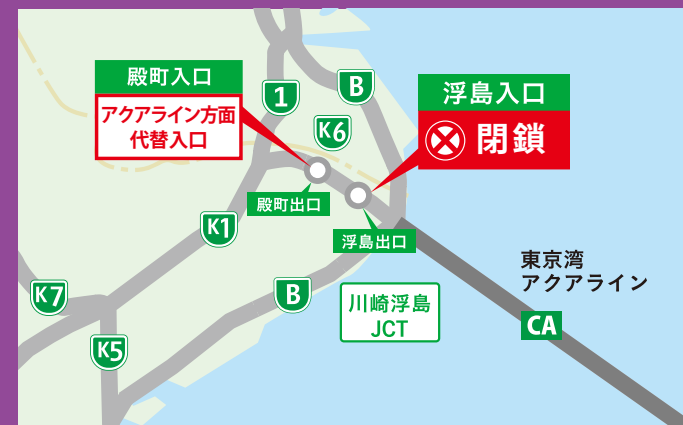 殿町入口
アクアライン方面
代替入口
1
B
浮島入口
閉鎖
K6
殿町出口
K1
浮島出口
東京湾
アクアライン
K7
B
川崎浮島
JCT
CA
K5